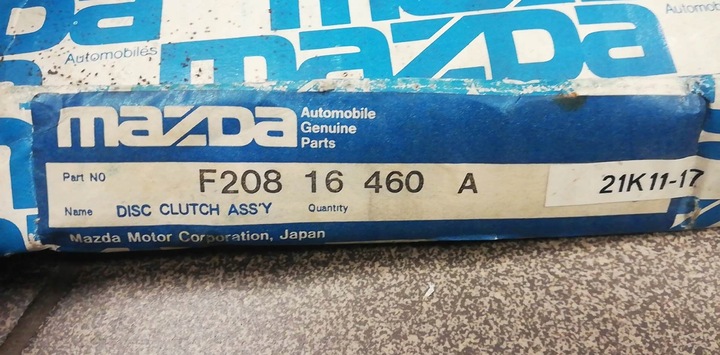 mazda
Automobiles
Automob
mazda
mazda
Automobile
Genuine
Parts
Part NO F208 16 460 A
21K11-17
Name DISC CLUTCH ASS'Y Quantity
Mazda Motor Corporation, Japan